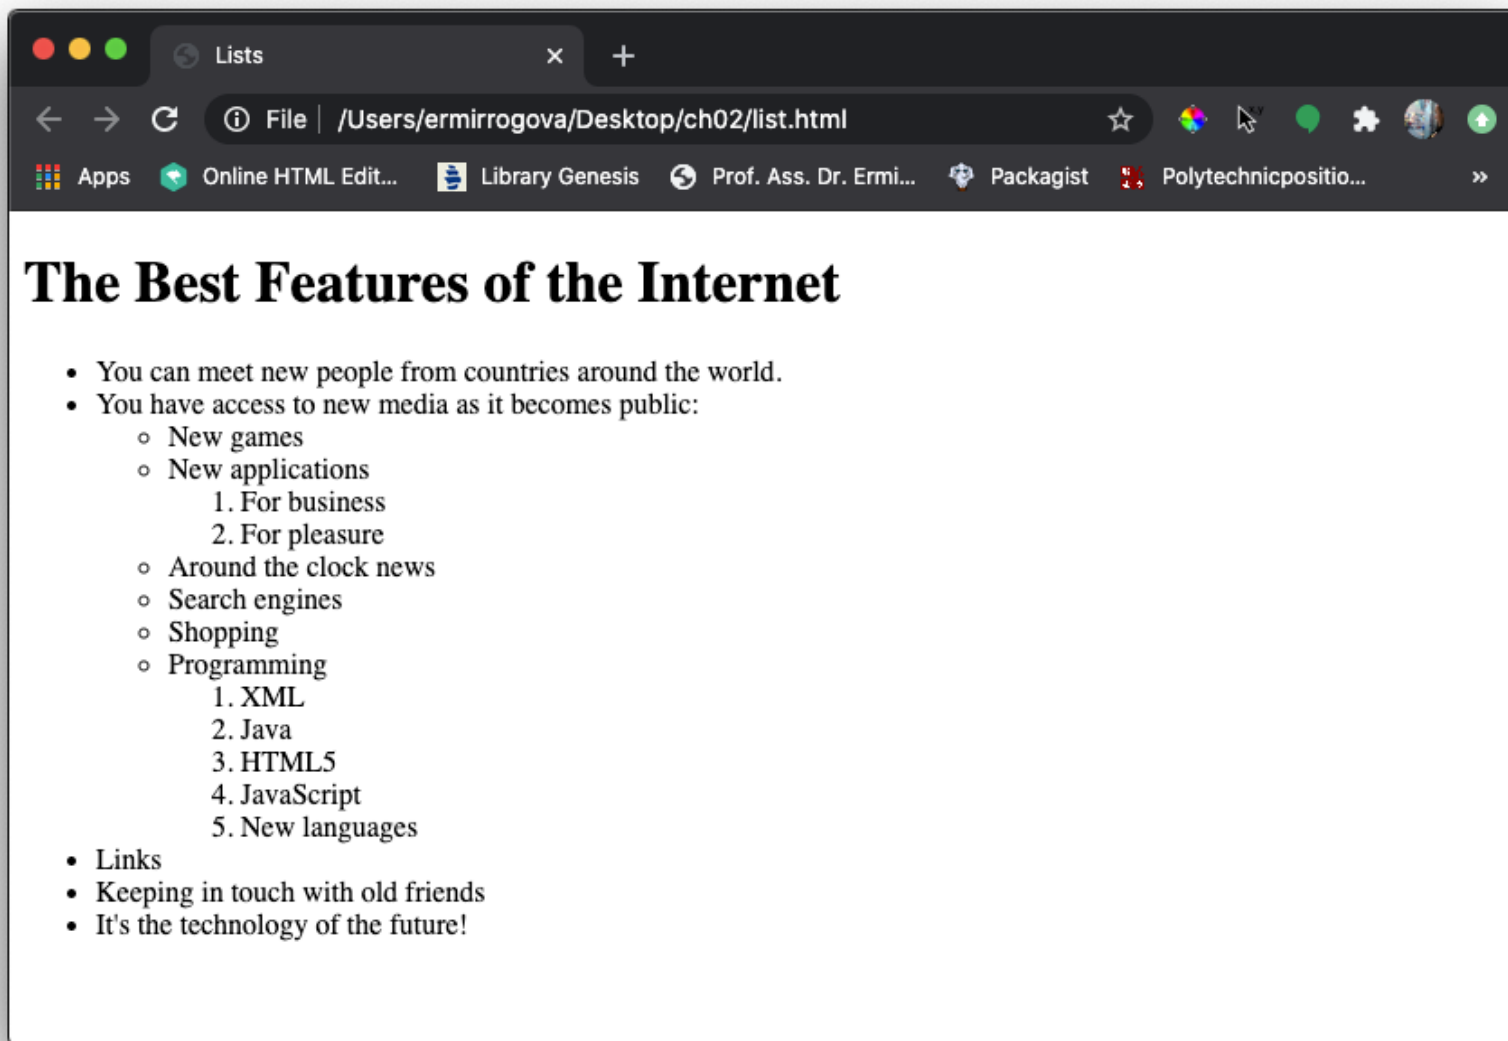 Lists
File /Users/ermirrogova/Desktop/ch02/list.html
Apps Online HTML Edit... Library Genesis Prof. Ass. Dr. Ermi... Packagist Polytechnicpositio... »
The Best Features of the Internet
• You can meet new people from countries around the world.
• You have access to new media as it becomes public:
◦ New games
◦ New applications
1. For business
2. For pleasure
◦ Around the clock news
◦ Search engines
◦ Shopping
◦ Programming
1. XML
2. Java
3. HTML5
4. JavaScript
5. New languages
• Links
• Keeping in touch with old friends
• It's the technology of the future!